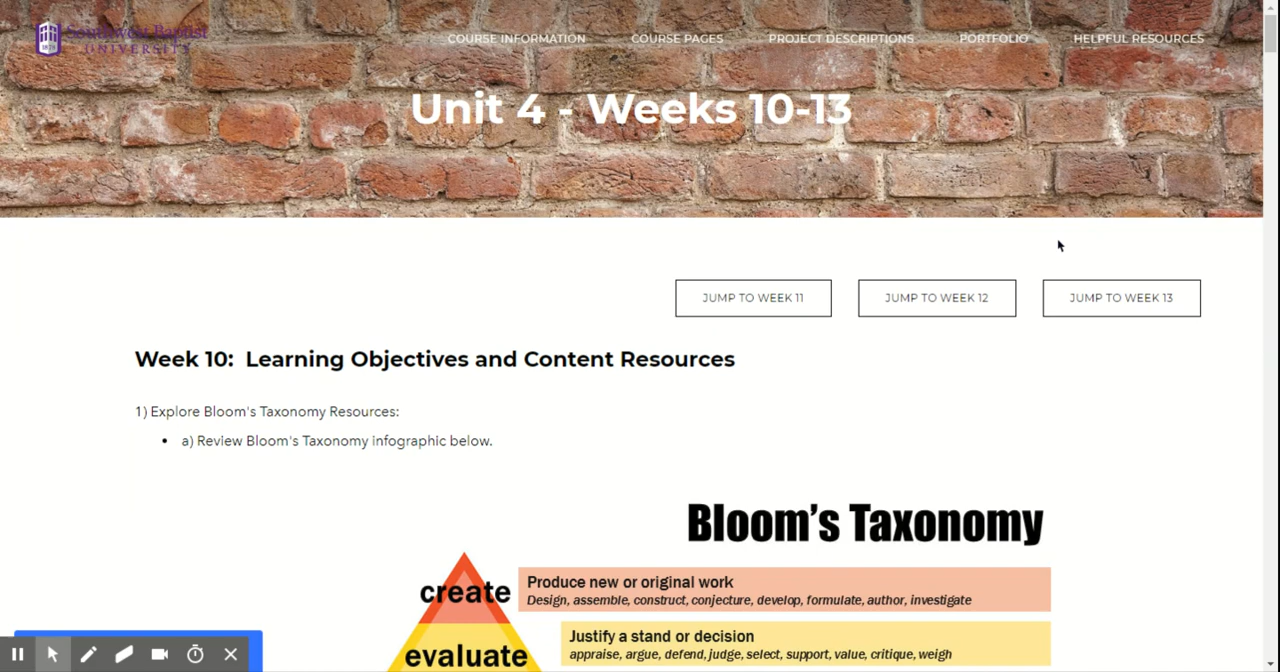 Southwest Baptist
UNIVERSITY
1878
COURSE INFORMATION
COURSE PAGES
PROJECT DESCRIPTIONS
PORTFOLIO
HELPFUL RESOURCES
Unit 4 - Weeks 10-13
JUMP TO WEEK 11
JUMP TO WEEK 12
JUMP TO WEEK 13
Week 10: Learning Objectives and Content Resources
1) Explore Bloom's Taxonomy Resources:
• a) Review Bloom's Taxonomy infographic below.
Bloom's Taxonomy
create
Produce new or original work
Design, assemble, construct, conjecture, develop, formulate, author, investigate
evaluate
Justify a stand or decision
appraise, argue, defend, judge, select, support, value, critique, weigh